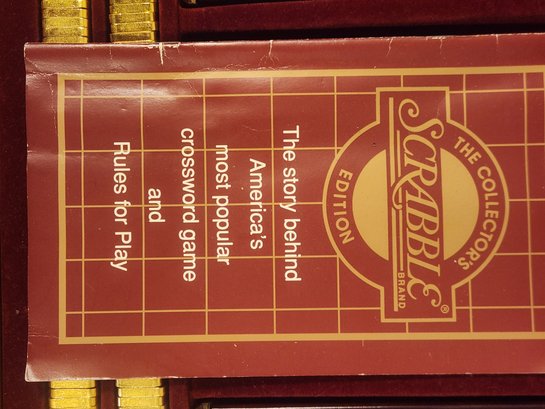 THE COLLECTOR'S
SCRABBLE®
BRAND
EDITION
The story behind
America's
most popular
crossword game
and
Rules for Play